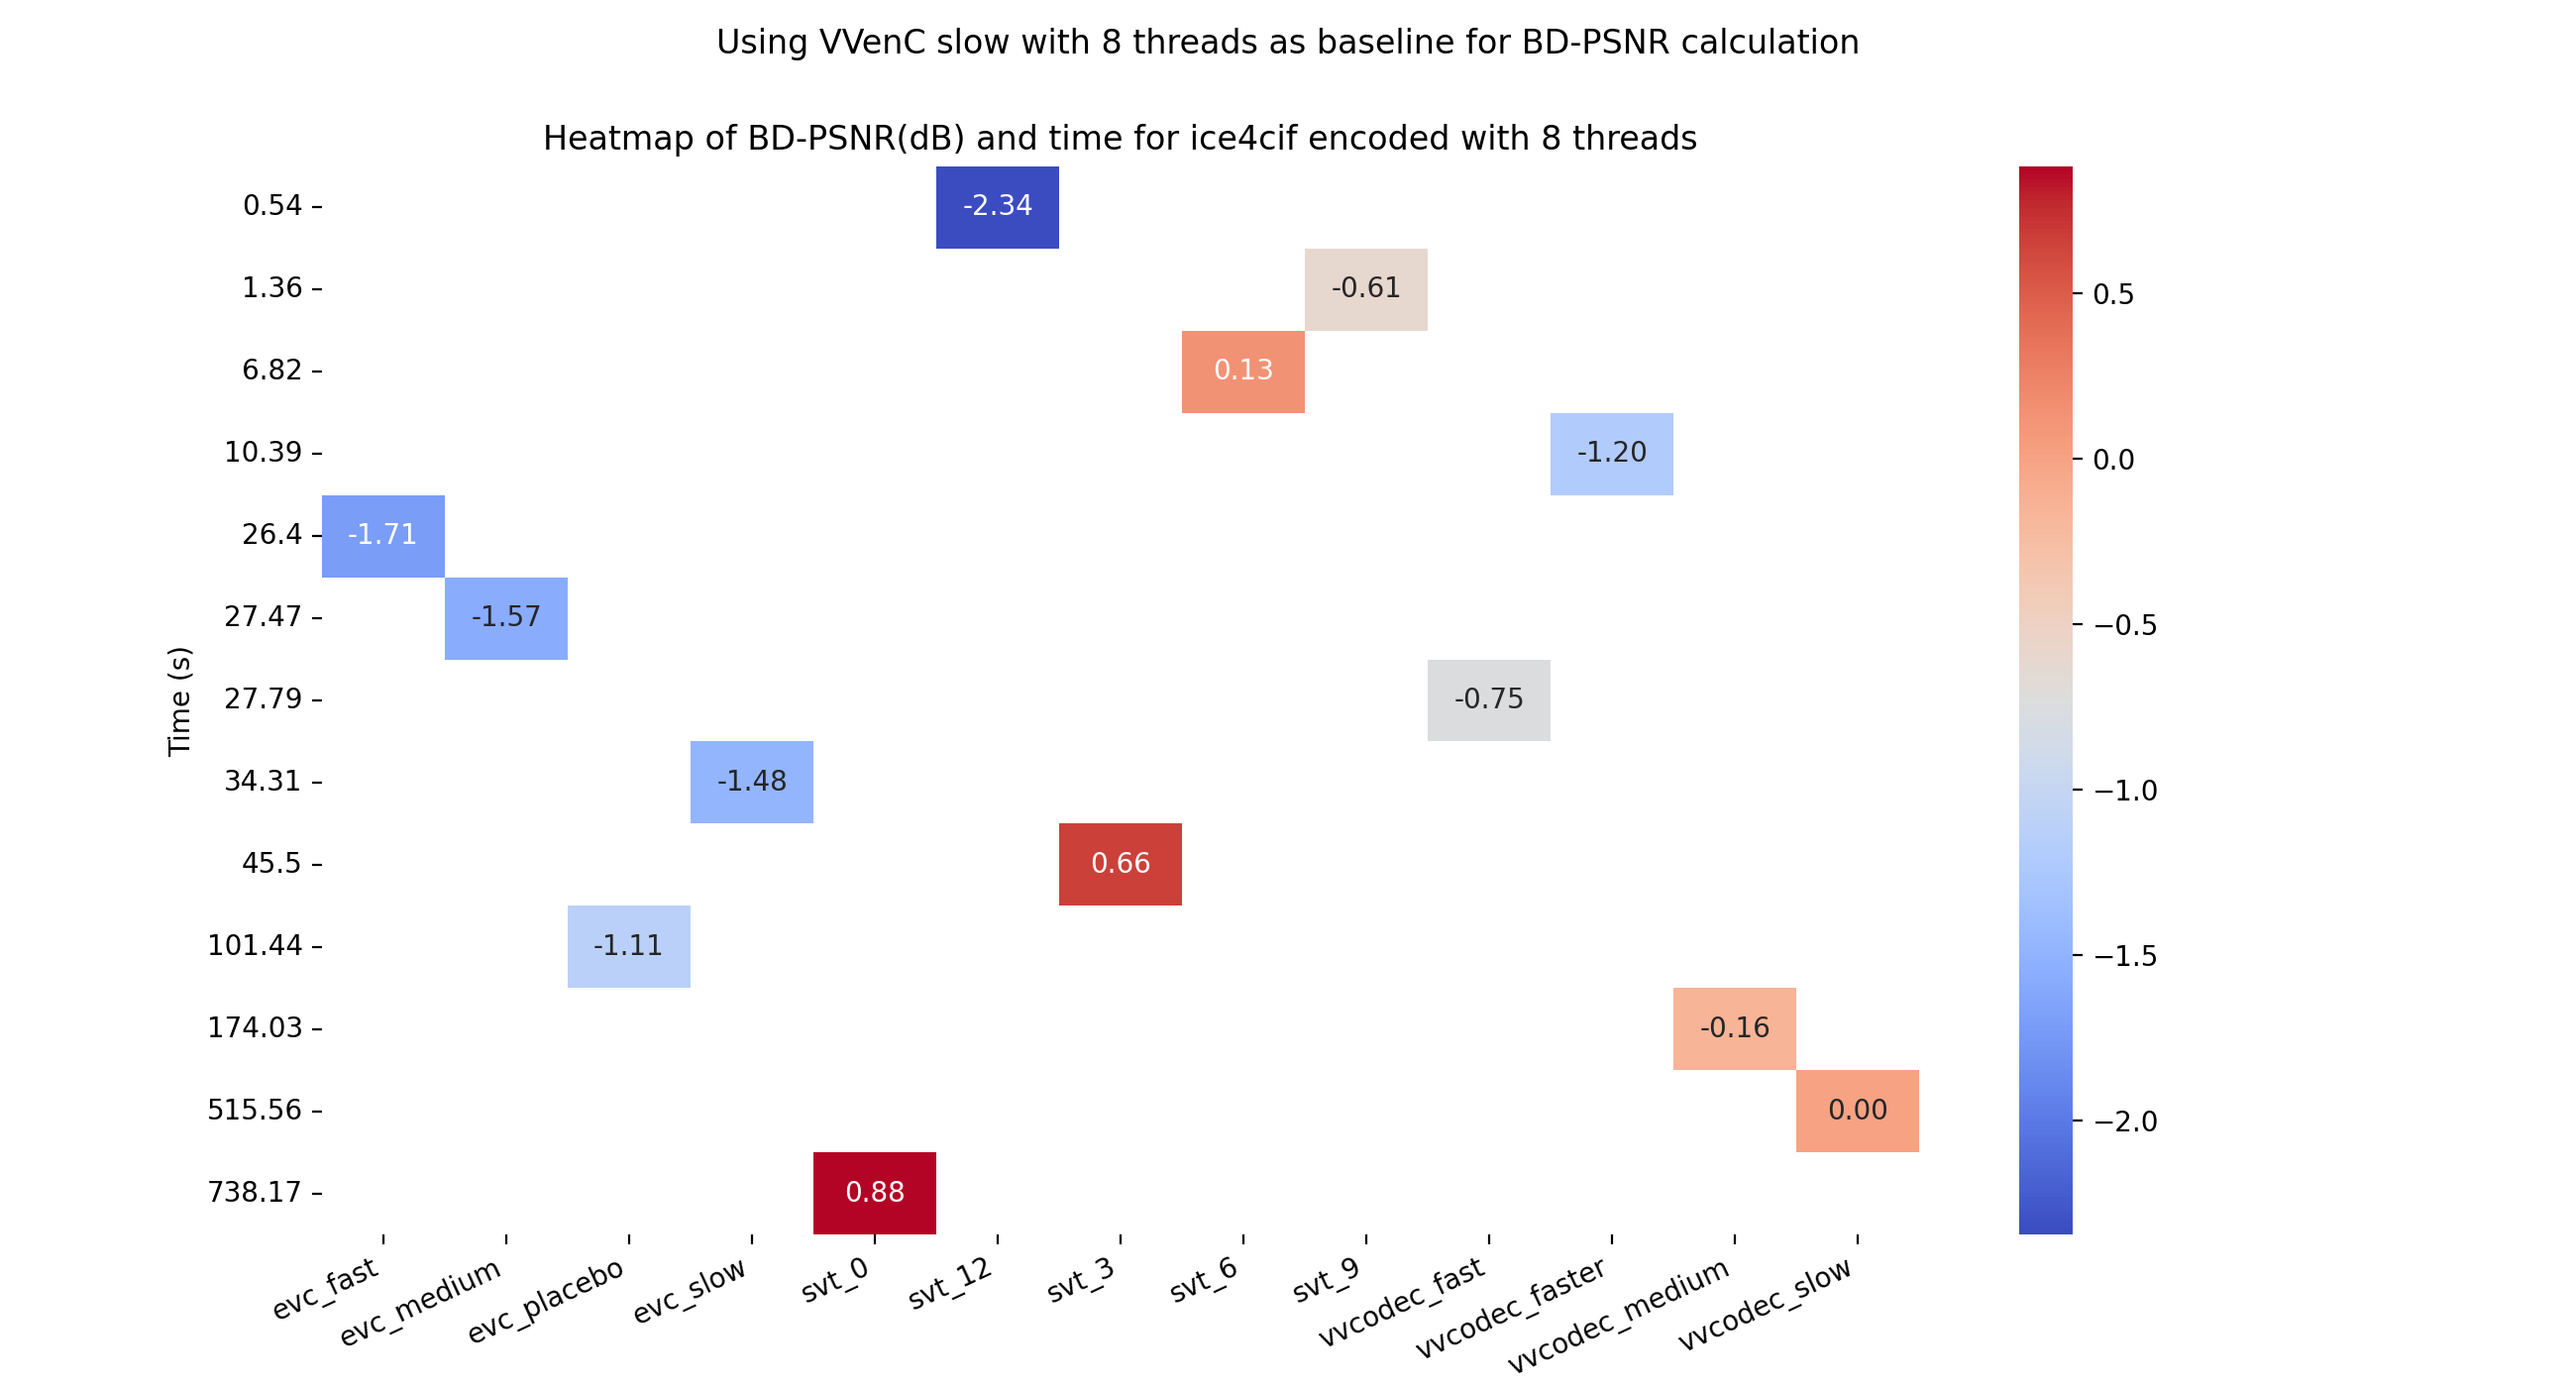 Using VVenC slow with 8 threads as baseline for BD-PSNR calculation
Heatmap of BD-PSNR(dB) and time for ice4cif encoded with 8 threads
Time (s)
0.54
1.36
6.82
10.39
26.4
27.47
27.79
34.31
45.5
101.44
174.03
515.56
738.17
-2.34
-0.61
0.13
-1.20
-1.71
-1.57
-0.75
-1.48
0.66
-1.11
-0.16
0.00
0.88
evc_fast
evc_medium
evc_placebo
evc_slow
svt_0
svt_12
svt_3
svt_6
svt_9
vvcodec_fast
vvcodec_faster
vvcodec_medium
vvcodec_slow
0.5
0.0
−0.5
−1.0
−1.5
−2.0